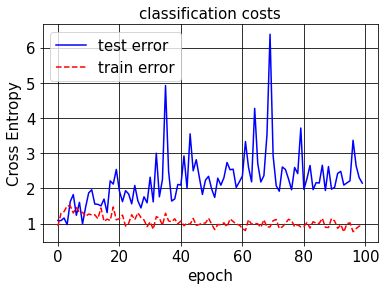 classification costs
test error
train error
Cross Entropy
6
5
4
3
2
1
0 20 40 60 80 100
epoch